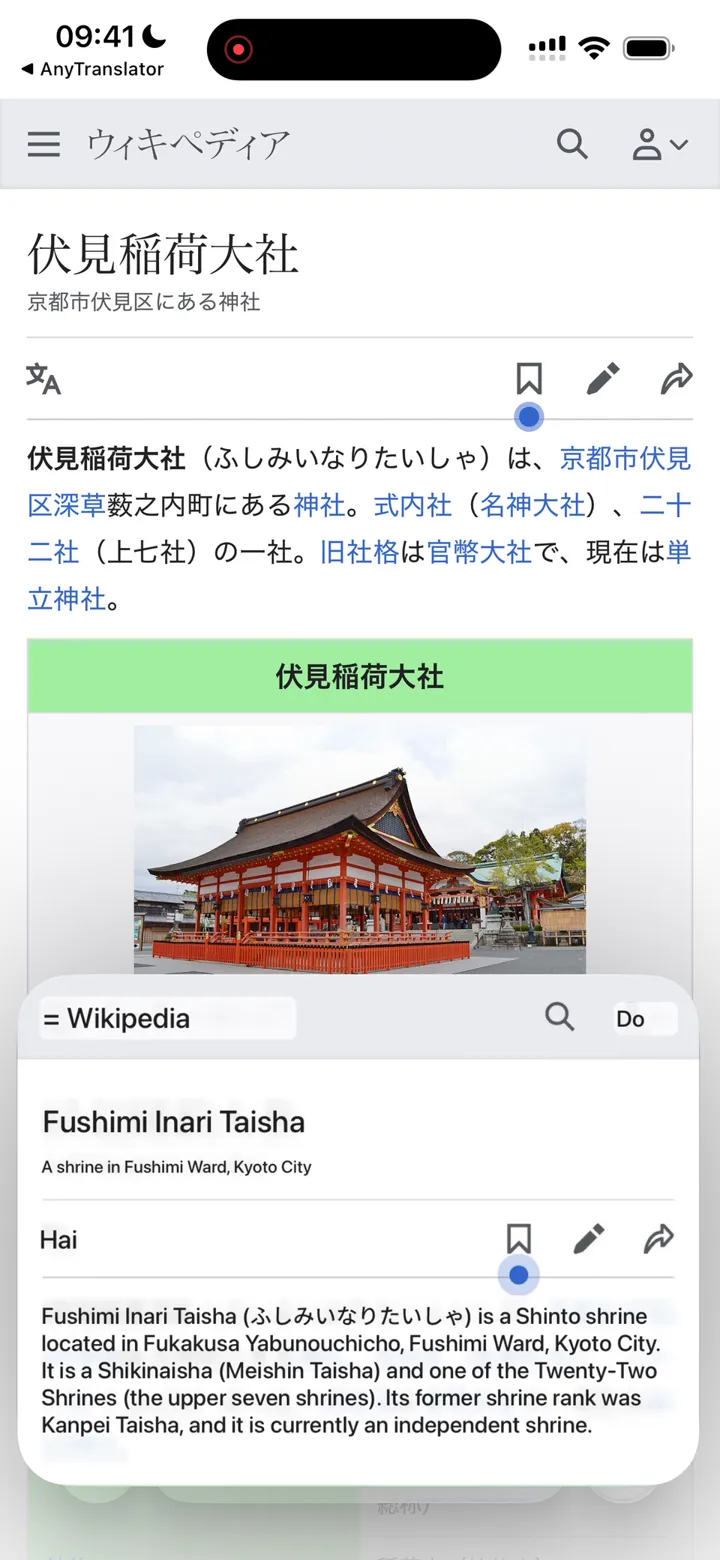 09:41
◀ AnyTranslator
ウィキペディア
伏見稲荷大社
京都市伏見区にある神社
文A
伏見稲荷大社（ふしみいなりたいしゃ）は、京都市伏見
区深草薮之内町にある神社。式内社（名神大社）、二十
二社（上七社）の一社。旧社格は官幣大社で、現在は単
立神社。
伏見稲荷大社
= Wikipedia
Do
Fushimi Inari Taisha
A shrine in Fushimi Ward, Kyoto City
Hai
Fushimi Inari Taisha (ふしみいなりたいしゃ) is a Shinto shrine
located in Fukakusa Yabunouchicho, Fushimi Ward, Kyoto City.
It is a Shikinaisha (Meishin Taisha) and one of the Twenty-Two
Shrines (the upper seven shrines). Its former shrine rank was
Kanpei Taisha, and it is currently an independent shrine.
総称）